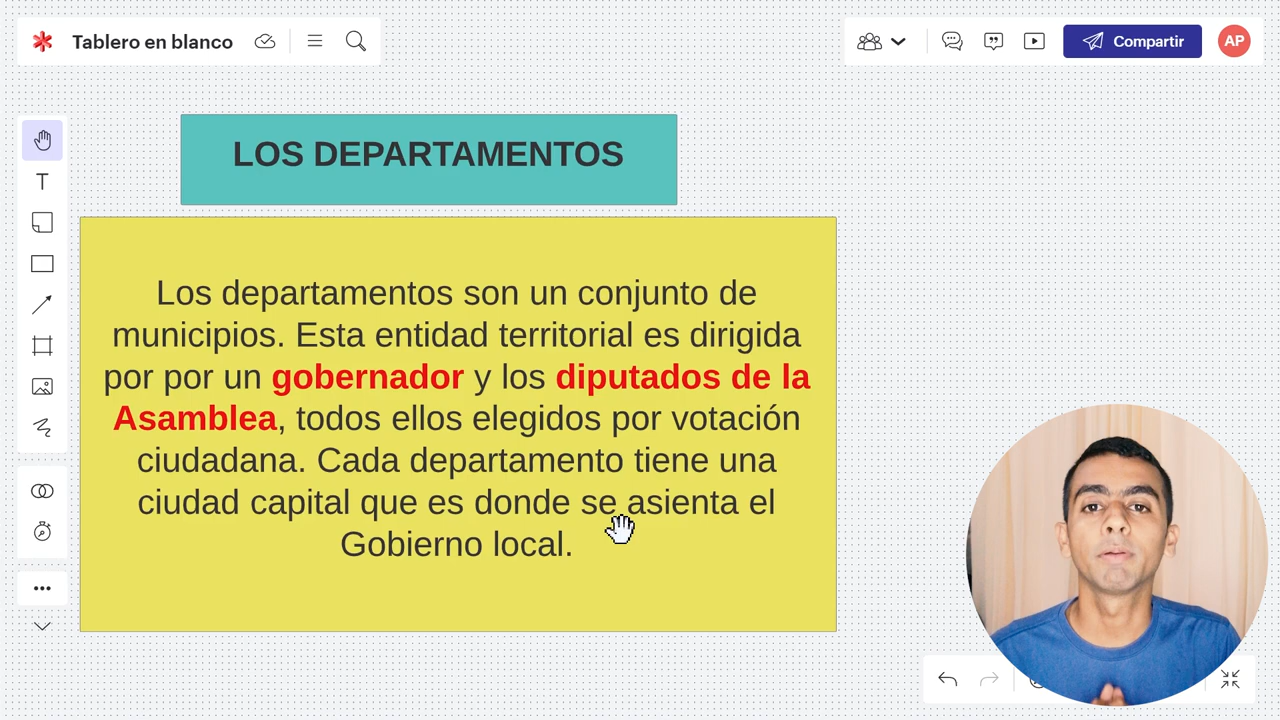 Tablero en blanco
Compartir
AP
LOS DEPARTAMENTOS
T
Los departamentos son un conjunto de
municipios. Esta entidad territorial es dirigida
por por un gobernador y los diputados de la
Asamblea, todos ellos elegidos por votación
ciudadana. Cada departamento tiene una
ciudad capital que es donde se asienta el
Gobierno local.